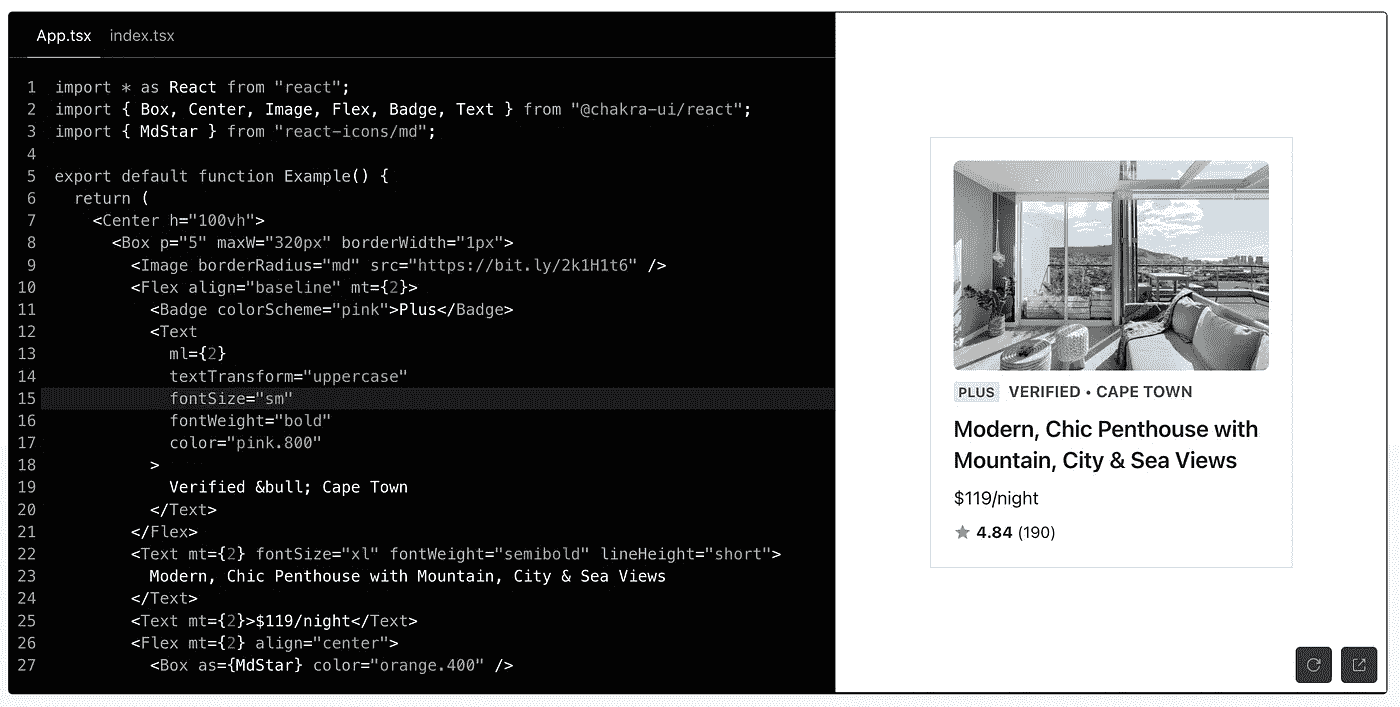 App.tsx index.tsx
1 import * as React from "react";
2 import { Box, Center, Image, Flex, Badge, Text } from "@chakra-ui/react";
3 import { MdStar } from "react-icons/md";
4
5 export default function Example() {
6 return (
7 <Center h="100vh">
8 <Box p="5" maxW="320px" borderWidth="1px">
9 <Image borderRadius="md" src="https://bit.ly/2k1H1t6" />
10 <Flex align="baseline" mt={2}>
11 <Badge colorScheme="pink">Plus</Badge>
12 <Text
13 ml={2}
14 textTransform="uppercase"
15 fontSize="sm"
16 fontWeight="bold"
17 color="pink.800"
18 >
19 Verified &bull; Cape Town
20 </Text>
21 </Flex>
22 <Text mt={2} fontSize="xl" fontWeight="semibold" lineHeight="short">
23 Modern, Chic Penthouse with Mountain, City & Sea Views
24 </Text>
25 <Text mt={2}>$119/night</Text>
26 <Flex mt={2} align="center">
27 <Box as={MdStar} color="orange.400" />
PLUS VERIFIED • CAPE TOWN
Modern, Chic Penthouse with
Mountain, City & Sea Views
$119/night
4.84 (190)